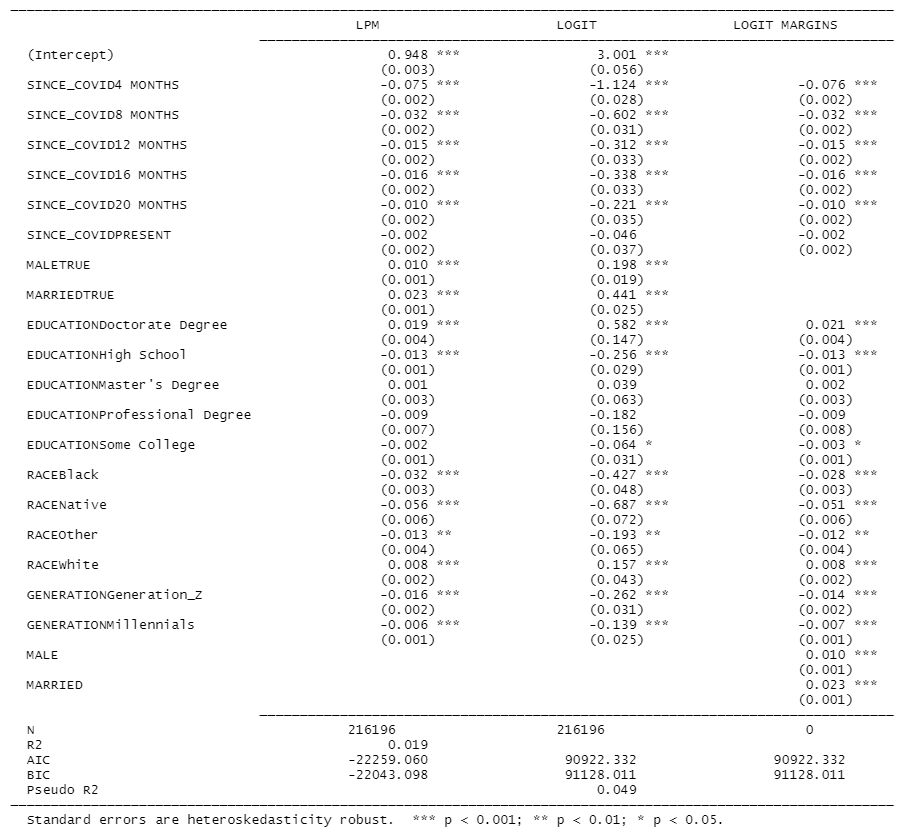 LPM LOGIT LOGIT MARGINS
(Intercept) 0.948 *** 3.001 ***
(0.003) (0.056)
SINCE_COVID4 MONTHS -0.075 *** -1.124 *** -0.076 ***
(0.002) (0.028) (0.002)
SINCE_COVID8 MONTHS -0.032 *** -0.602 *** -0.032 ***
(0.002) (0.031) (0.002)
SINCE_COVID12 MONTHS -0.015 *** -0.312 *** -0.015 ***
(0.002) (0.033) (0.002)
SINCE_COVID16 MONTHS -0.016 *** -0.338 *** -0.016 ***
(0.002) (0.033) (0.002)
SINCE_COVID20 MONTHS -0.010 *** -0.221 *** -0.010 ***
(0.002) (0.035) (0.002)
SINCE_COVIDPRESENT -0.002 -0.046 -0.002
(0.002) (0.037) (0.002)
MALETRUE 0.010 *** 0.198 ***
(0.001) (0.019)
MARRIEDTRUE 0.023 *** 0.441 ***
(0.001) (0.025)
EDUCATIONDoctorate Degree 0.019 *** 0.582 *** 0.021 ***
(0.004) (0.147) (0.004)
EDUCATIONHigh School -0.013 *** -0.256 *** -0.013 ***
(0.001) (0.029) (0.001)
EDUCATIONMaster's Degree 0.001 0.039 0.002
(0.003) (0.063) (0.003)
EDUCATIONProfessional Degree -0.009 -0.182 -0.009
(0.007) (0.156) (0.008)
EDUCATIONSome College -0.002 -0.064 * -0.003 *
(0.001) (0.031) (0.001)
RACEBlack -0.032 *** -0.427 *** -0.028 ***
(0.003) (0.048) (0.003)
RACENative -0.056 *** -0.687 *** -0.051 ***
(0.006) (0.072) (0.006)
RACEOther -0.013 ** -0.193 ** -0.012 **
(0.004) (0.065) (0.004)
RACEWhite 0.008 *** 0.157 *** 0.008 ***
(0.002) (0.043) (0.002)
GENERATIONGeneration_Z -0.016 *** -0.262 *** -0.014 ***
(0.002) (0.031) (0.002)
GENERATIONMillennials -0.006 *** -0.139 *** -0.007 ***
(0.001) (0.025) (0.001)
MALE 0.010 ***
(0.001)
MARRIED 0.023 ***
(0.001)
N 216196 216196 0
R2 0.019
AIC -22259.060 90922.332 90922.332
BIC -22043.098 91128.011 91128.011
Pseudo R2 0.049
Standard errors are heteroskedasticity robust. *** p < 0.001; ** p < 0.01; * p < 0.05.